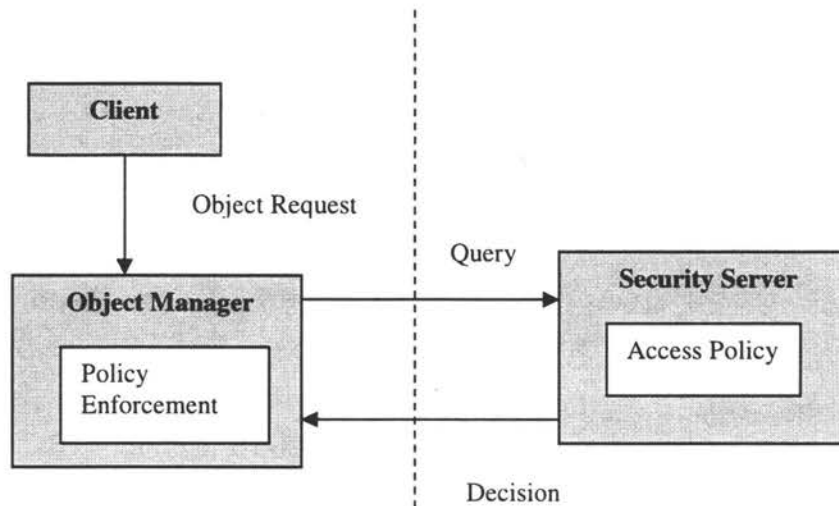 Client
Object Request
Query
Object Manager
Security Server
Policy
Enforcement
Access Policy
Decision